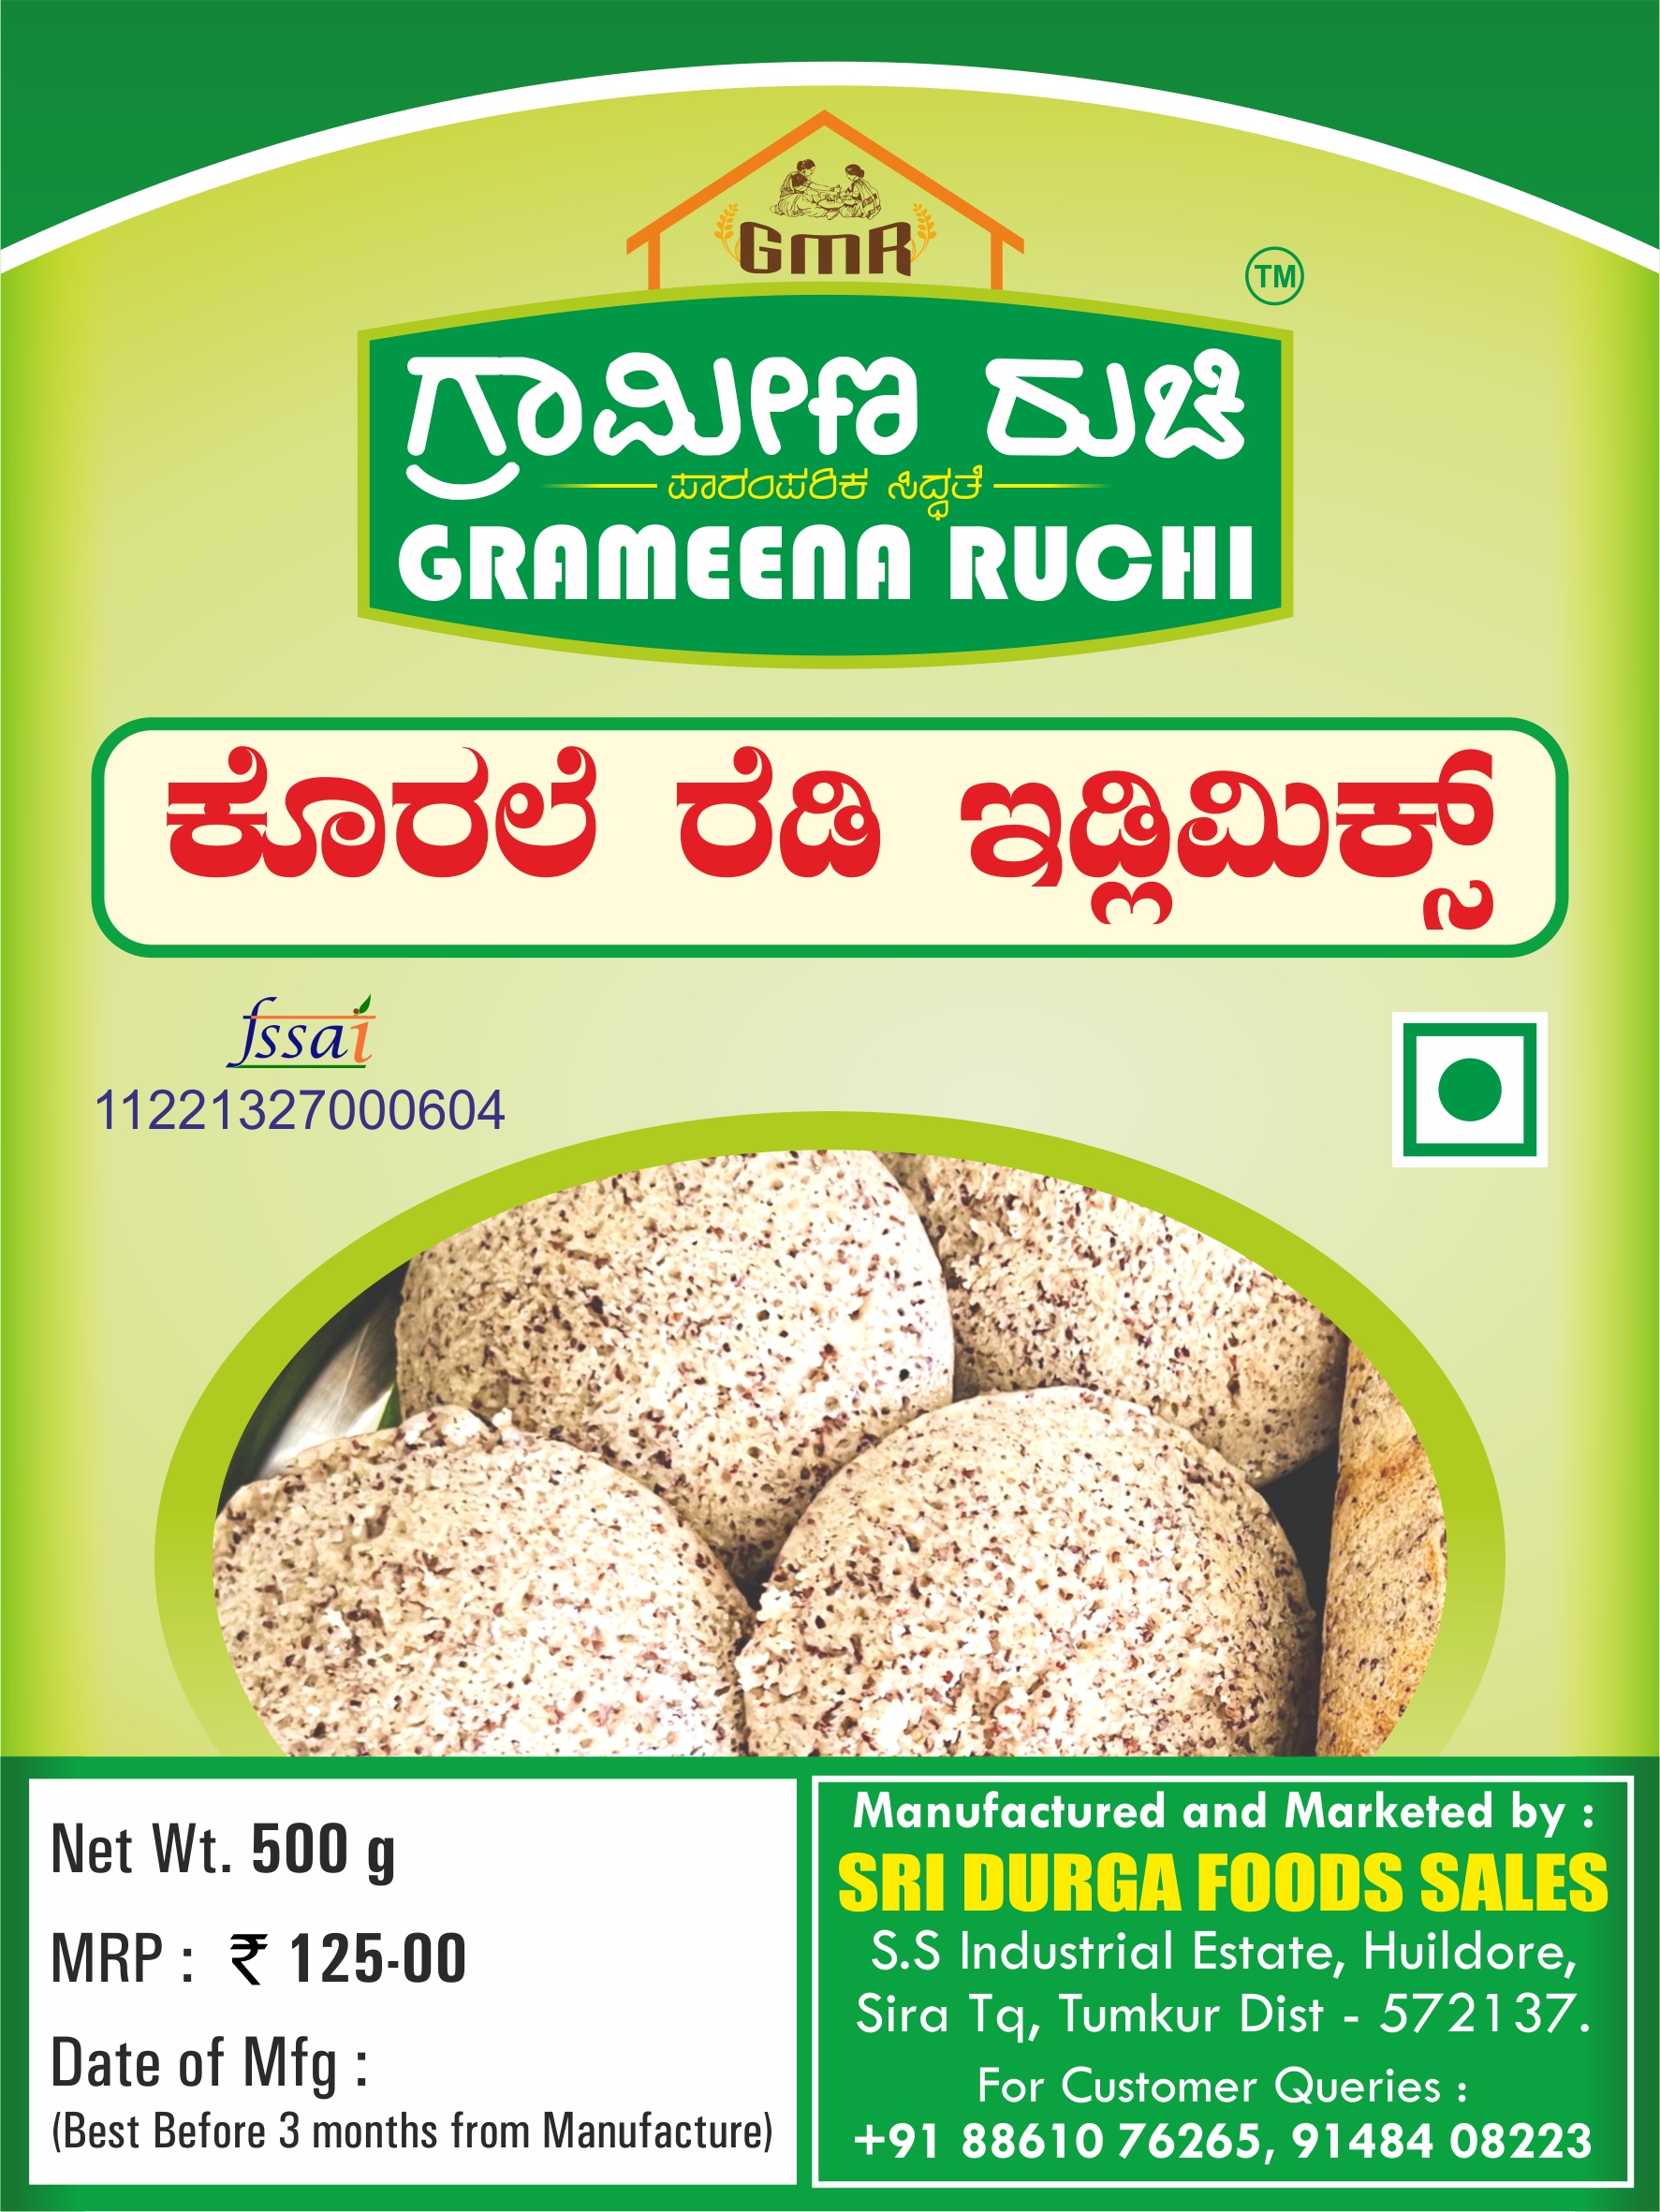 GMR
TM
ಗ್ರಾಮೀಣ ರುಚಿ
ಪಾರಂಪರಿಕ ಸಿದ್ಧತೆ
GRAMEENA RUCHI
ಕೊರಲೆ ರೆಡಿ ಇಡ್ಲಿಮಿಕ್ಸ್
fssai
11221327000604
Net Wt. 500 g
MRP : ₹ 125-00
Date of Mfg :
(Best Before 3 months from Manufacture)
Manufactured and Marketed by :
SRI DURGA FOODS SALES
S.S Industrial Estate, Huildore,
Sira Tq, Tumkur Dist - 572137.
For Customer Queries :
+91 88610 76265, 91484 08223